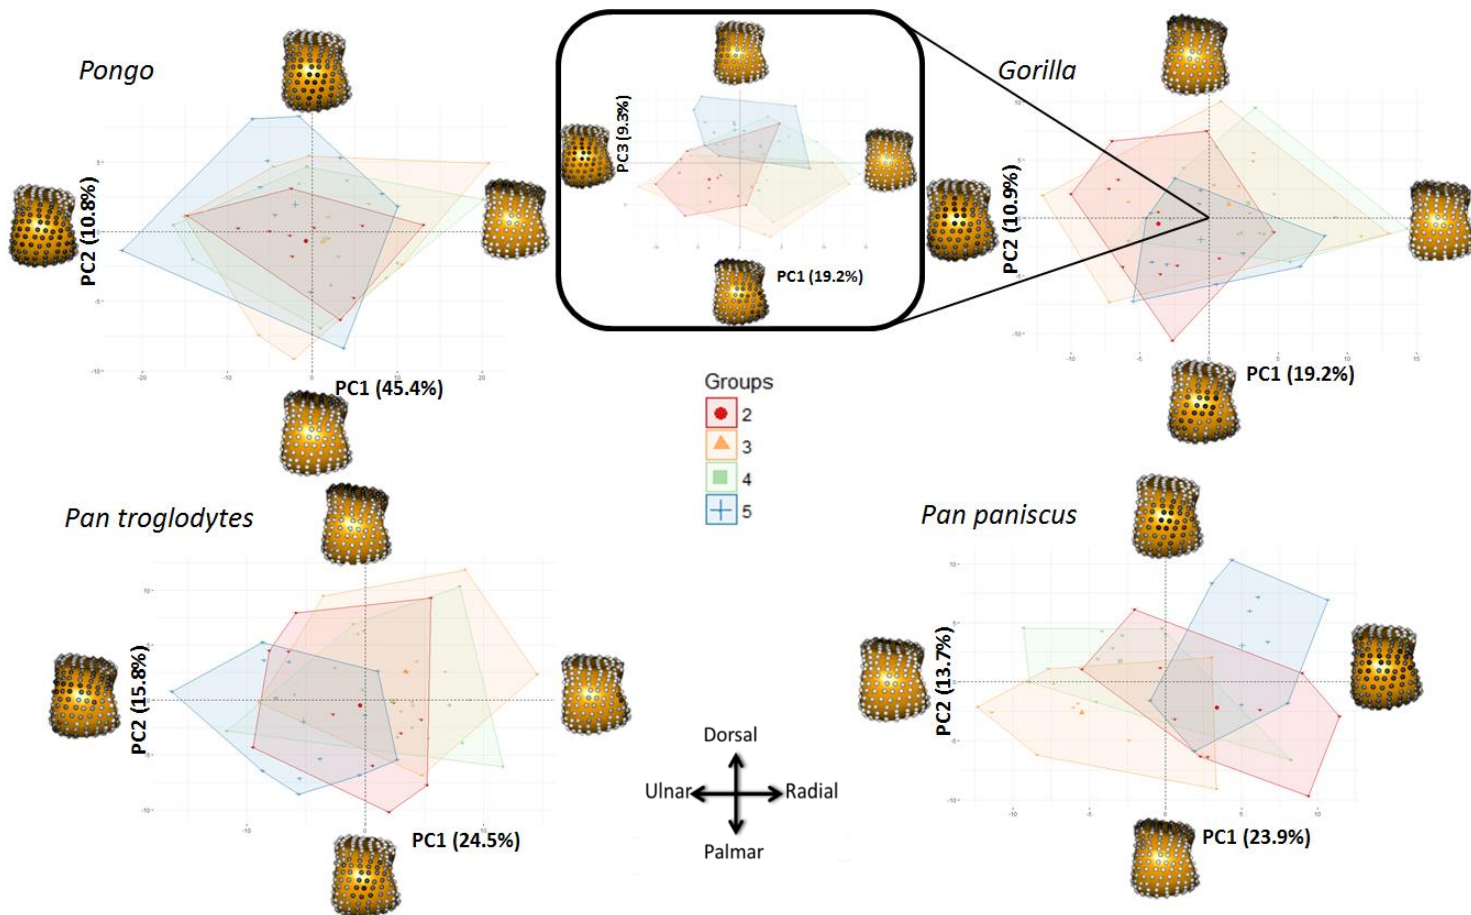 Pongo
PC2 (10.8%)
PC1 (45.4%)
PC3 (9.3%)
PC1 (19.2%)
Gorilla
PC2 (10.9%)
PC1 (19.2%)
Groups
2
3
4
5
Pan troglodytes
PC2 (15.8%)
PC1 (24.5%)
Dorsal
Ulnar Radial
Palmar
Pan paniscus
PC2 (13.7%)
PC1 (23.9%)